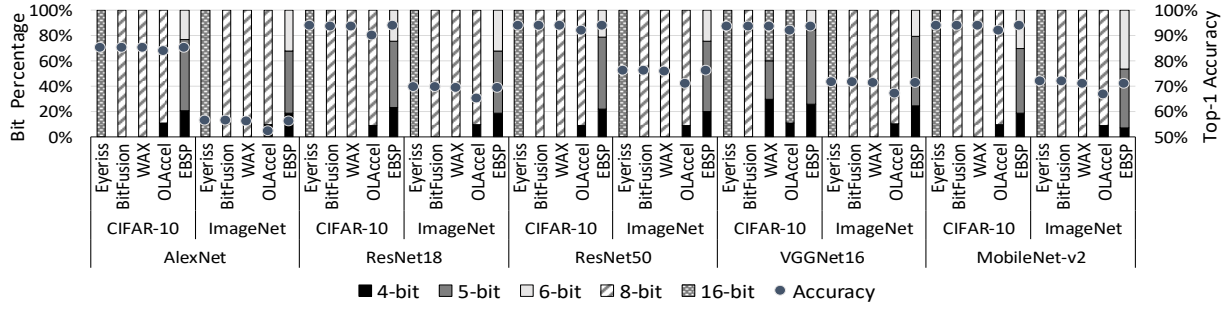 100% 100%
80% 90%
60% 80%
40% 70%
20% 60%
0% 50%
Bit Percentage
Top-1 Accuracy
Eyeriss BitFusion WAX OLAccel EBSP Eyeriss BitFusion WAX OLAccel EBSP Eyeriss BitFusion WAX OLAccel EBSP Eyeriss BitFusion WAX OLAccel EBSP Eyeriss BitFusion WAX OLAccel EBSP Eyeriss BitFusion WAX OLAccel EBSP Eyeriss BitFusion WAX OLAccel EBSP Eyeriss BitFusion WAX OLAccel EBSP Eyeriss BitFusion WAX OLAccel EBSP Eyeriss BitFusion WAX OLAccel EBSP
CIFAR-10 ImageNet CIFAR-10 ImageNet CIFAR-10 ImageNet CIFAR-10 ImageNet CIFAR-10 ImageNet
AlexNet ResNet18 ResNet50 VGGNet16 MobileNet-v2
4-bit 5-bit 6-bit 8-bit 16-bit Accuracy